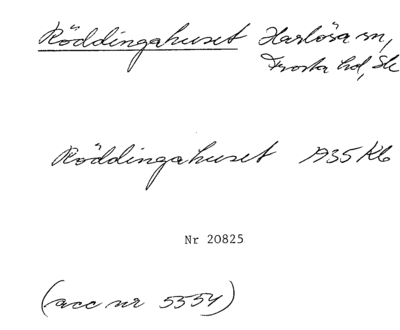 Röddingahuset Harlösa sn,
Frosta hd, Sk
Röddingahuset 1935 Kb
Nr 20825
(acc nr 5554)